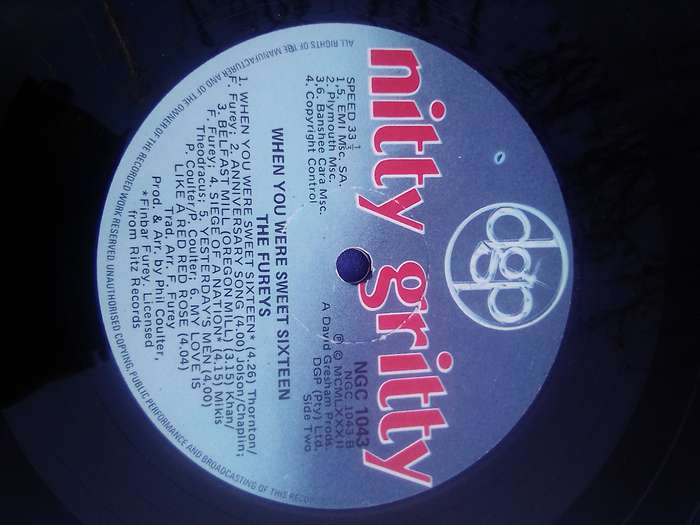 dgp
nitty gritty
SPEED 33 1/3
1,5, EMI Msc, SA.
2, Plymouth Msc,
3,6, Banshee Cara Msc.
4, Copyright Control
NGC 1043
NGC 1043 B
Ⓟ © MCMLXXXII
A David Gresham Prods.
DGP (Pty) Ltd.
Side Two
WHEN YOU WERE SWEET SIXTEEN
THE FUREYS
1. WHEN YOU WERE SWEET SIXTEEN* (4.26) Thornton/
F. Furey; 2. ANNIVERSARY SONG (4.00) Jolson/Chaplin;
3. BELFAST MILL (OREGON MILL) (3.15) Khan/
F. Furey; 4. SIEGE OF A NATION* (4.15) Mikis
Theodracus; 5. YESTERDAY'S MEN (4,00)
P. Coulter/P. Coulter; 6. MY LOVE IS
LIKE A RED RED ROSE (4.04)
Trad. Arr. F. Furey
Prod. & Arr. by Phil Coulter,
*Finbar Furey. Licensed
from Ritz Records
ALL RIGHTS OF THE MANUFACTURER AND OF THE OWNER OF THE RECORDED WORK RESERVED. UNAUTHORISED COPYING, PUBLIC PERFORMANCE AND BROADCASTING OF THIS RECORD